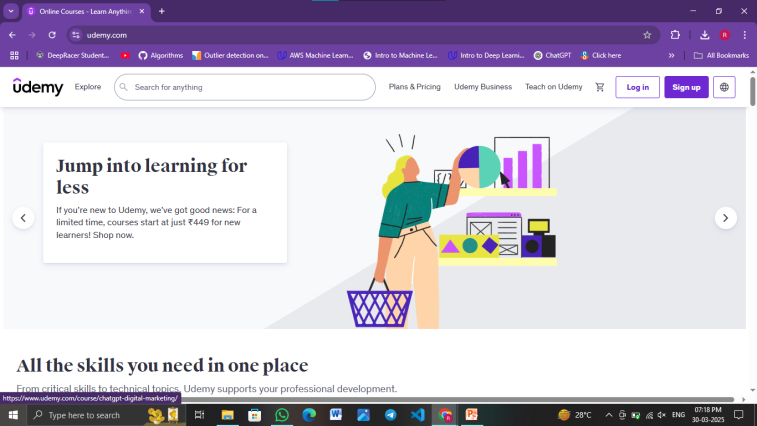 Online Courses - Learn Anythin
udemy.com
DeepRacer Student...
Algorithms
Outlier detection on...
AWS Machine Learn...
Intro to Machine Le...
Intro to Deep Learni...
ChatGPT
Click here
All Bookmarks
udemy
Explore
Search for anything
Plans & Pricing
Udemy Business
Teach on Udemy
Log in
Sign up
Jump into learning for
less
If you're new to Udemy, we've got good news: For a
limited time, courses start at just ₹449 for new
learners! Shop now.
All the skills you need in one place
From critical skills to technical topics, Udemy supports your professional development.
https://www.udemy.com/course/chatgpt-digital-marketing/
Type here to search
28°C
ENG
07:18 PM
30-03-2025